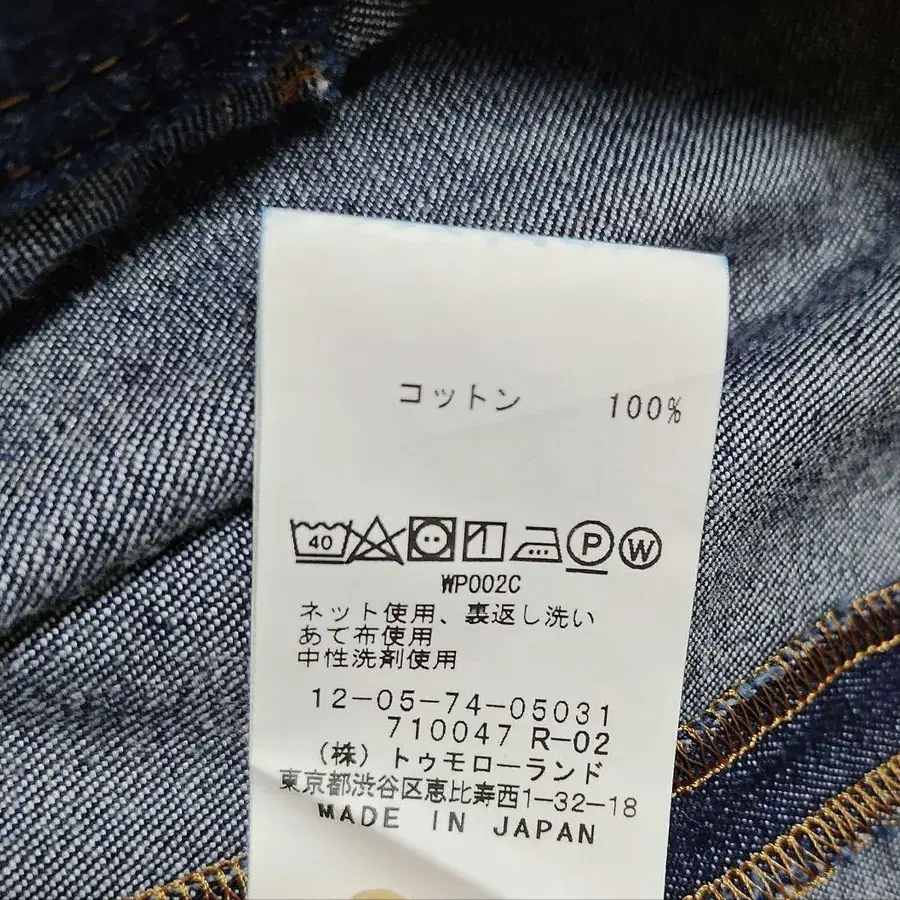 コットン 100%
40 P W
WP002C
ネット使用、裏返し洗い
あて布使用
中性洗剤使用
12-05-74-05031
710047 R-02
(株)トゥモローランド
東京都渋谷区恵比寿西1-32-18
MADE IN JAPAN